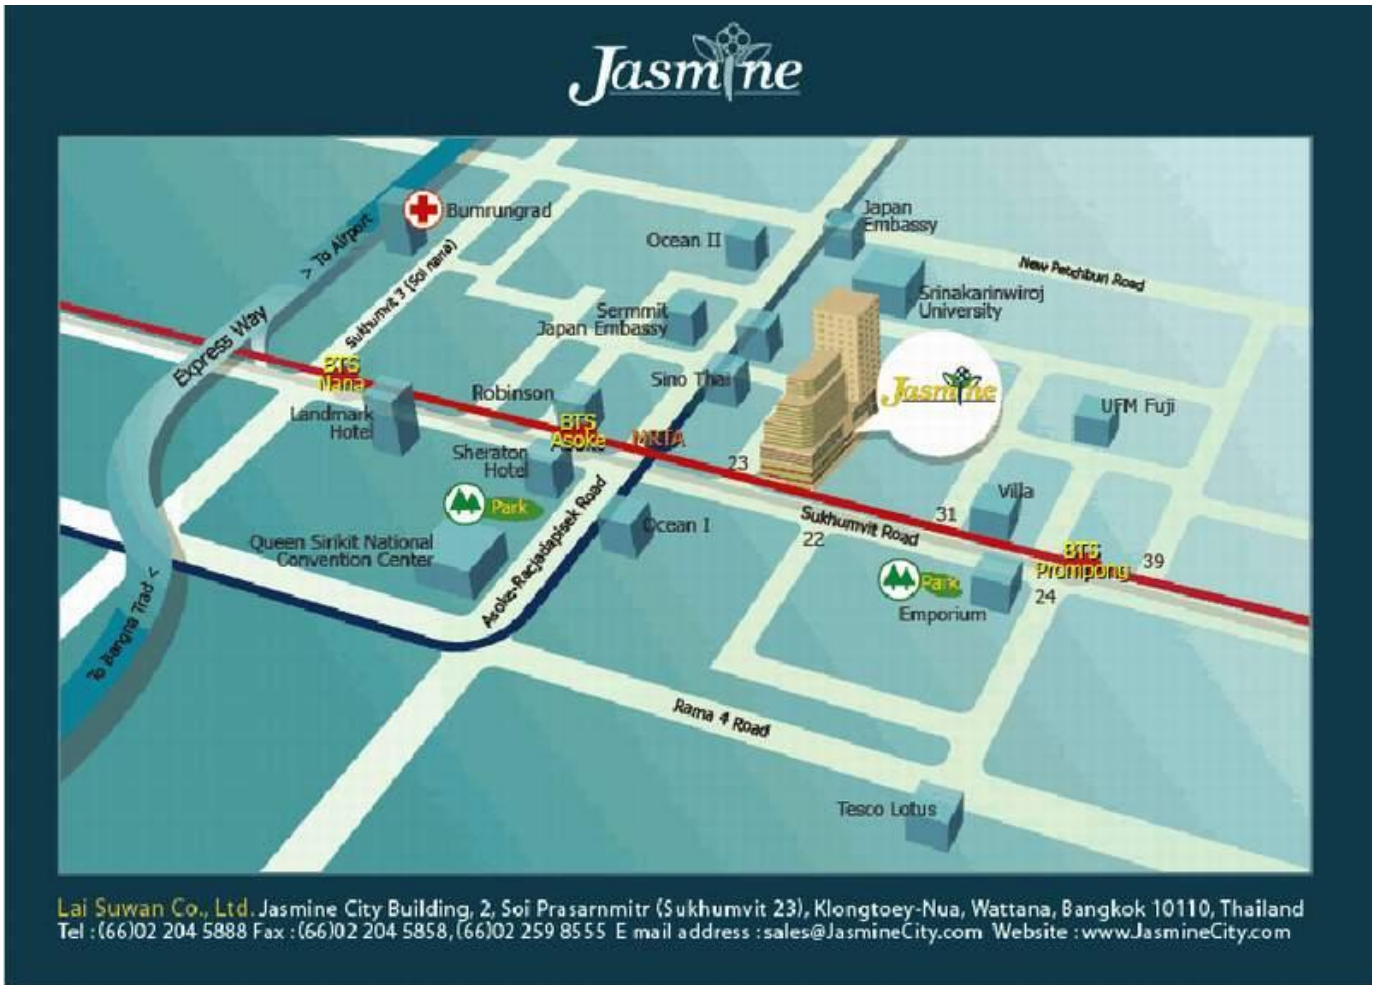 Jasmine
Bumrungrad
Japan
Embassy
Ocean II
> To Airport
New Petchburi Road
Sukhumvit 3 (Soi nana)
Srinakarinwiroj
University
Sermmit
Japan Embassy
Express Way
BTS
Nana
Sino Thai
Jasmine
Robinson
UFM Fuji
Landmark
Hotel
BTS
Asoke
Asoke
MRTA
Sheraton
Hotel
23
Villa
Park
31
Sukhumvit Road
22
Ocean I
Queen Sirikit National
Convention Center
Asoke-Racjadapisek Road
BTS
Prompong
39
Park
24
Emporium
To Bangna Trad <
Rama 4 Road
Tesco Lotus
Lai Suwan Co., Ltd. Jasmine City Building, 2, Soi Prasarnmitr (Sukhumvit 23), Klongtoey-Nua, Wattana, Bangkok 10110, Thailand
Tel : (66)02 204 5888 Fax : (66)02 204 5858, (66)02 259 8555 E mail address : sales@JasmineCity.com Website : www.JasmineCity.com